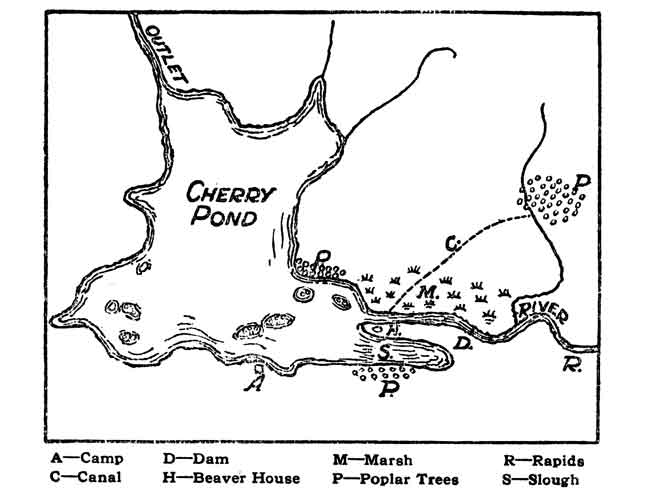 OUTLET
CHERRY
POND
P
P
C.
M.
RIVER
H.
D.
S.
R.
A
P.
A—Camp D—Dam M—Marsh R—Rapids
C—Canal H—Beaver House P—Poplar Trees S—Slough